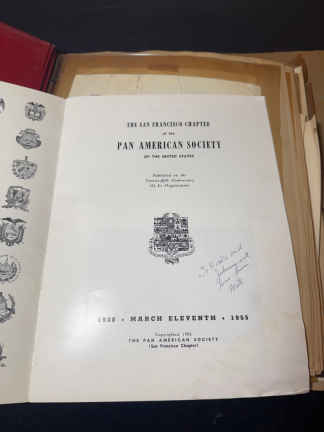 THE SAN FRANCISCO CHAPTER
OF THE
PAN AMERICAN SOCIETY
OF THE UNITED STATES
Published on the
Twenty-fifth Anniversary
Of Its Organization
1930 • MARCH ELEVENTH • 1955
Copyrighted 1955
THE PAN AMERICAN SOCIETY
(San Francisco Chapter)